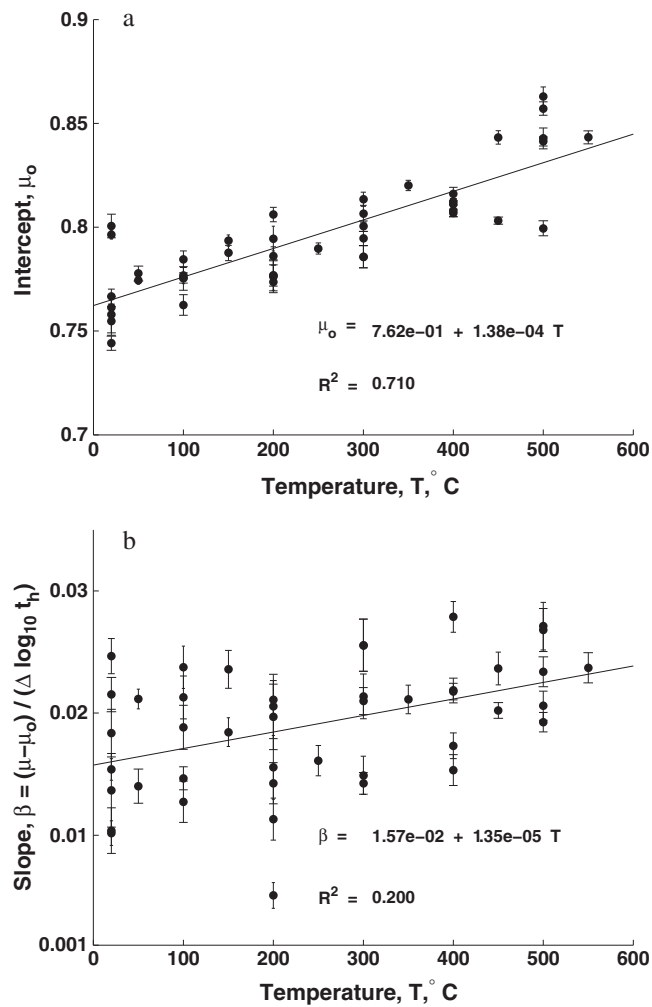 a
0.9
0.85
0.8
0.75
0.7
Intercept, μo
μo = 7.62e-01 + 1.38e-04 T
R2 = 0.710
0 100 200 300 400 500 600
Temperature, T,° C
b
0.03
0.02
0.01
0.001
Slope, β = (μ−μo) / (Δ log10 th)
β = 1.57e-02 + 1.35e-05 T
R2 = 0.200
0 100 200 300 400 500 600
Temperature, T,° C